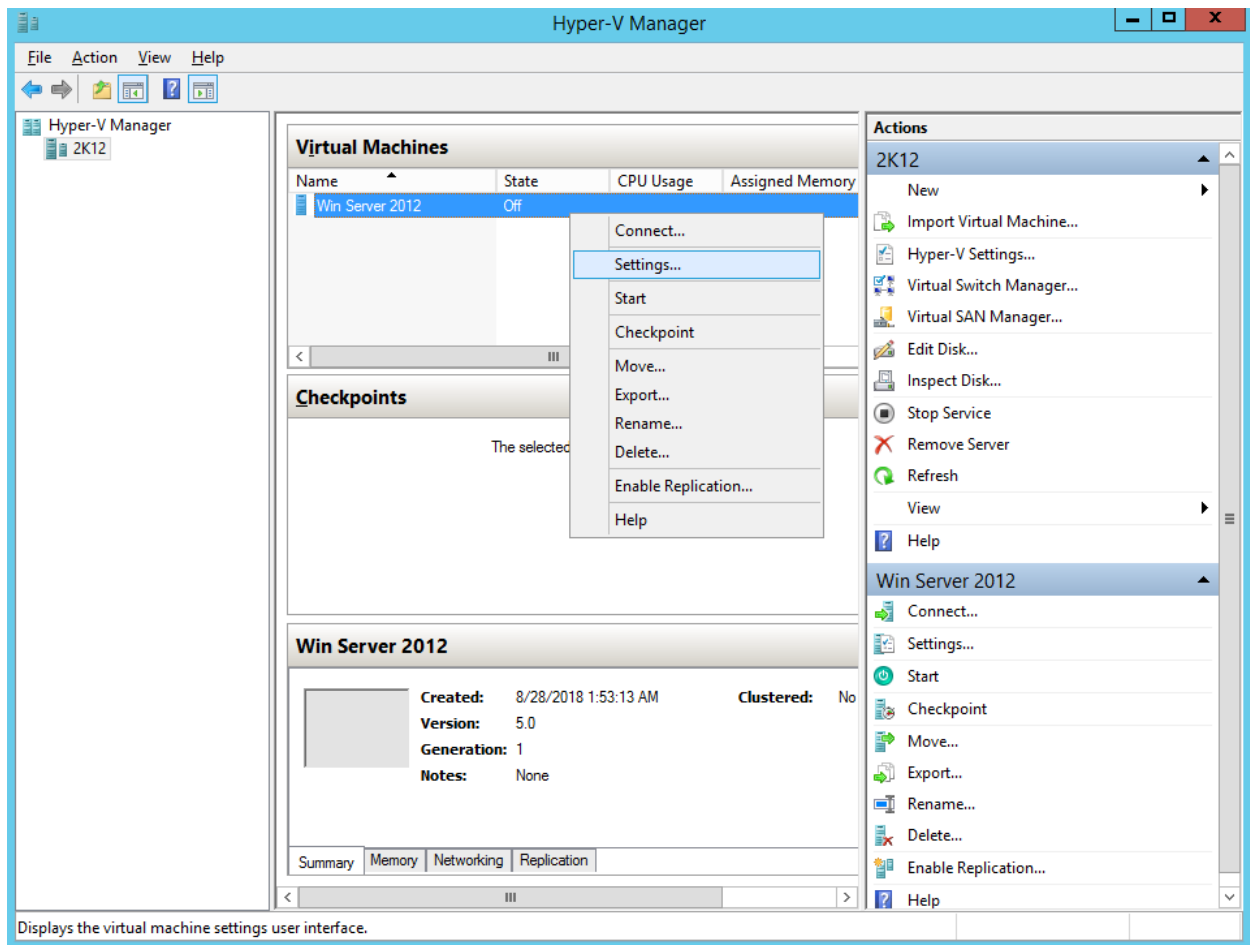 Hyper-V Manager
File Action View Help
Hyper-V Manager
2K12
Virtual Machines
Name State CPU Usage Assigned Memory
Win Server 2012 Off
Connect...
Settings...
Start
Checkpoint
Move...
Export...
Rename...
Delete...
Enable Replication...
Help
Checkpoints
The selected
Win Server 2012
Created: 8/28/2018 1:53:13 AM Clustered: No
Version: 5.0
Generation: 1
Notes: None
Summary Memory Networking Replication
Actions
2K12
New
Import Virtual Machine...
Hyper-V Settings...
Virtual Switch Manager...
Virtual SAN Manager...
Edit Disk...
Inspect Disk...
Stop Service
Remove Server
Refresh
View
Help
Win Server 2012
Connect...
Settings...
Start
Checkpoint
Move...
Export...
Rename...
Delete...
Enable Replication...
Help
Displays the virtual machine settings user interface.